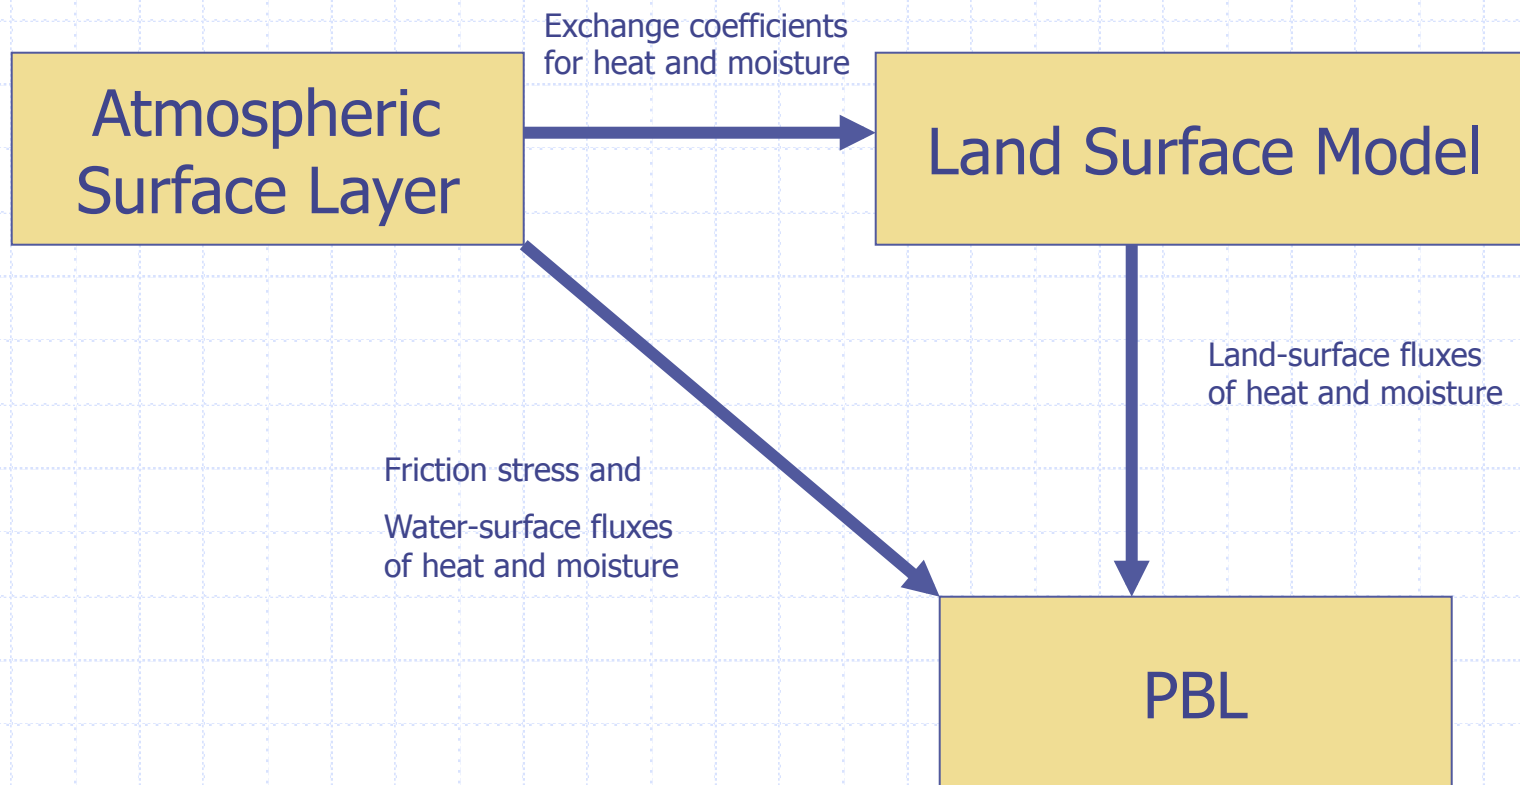 Exchange coefficients
for heat and moisture
Atmospheric
Surface Layer
Land Surface Model
Land-surface fluxes
of heat and moisture
Friction stress and
Water-surface fluxes
of heat and moisture
PBL